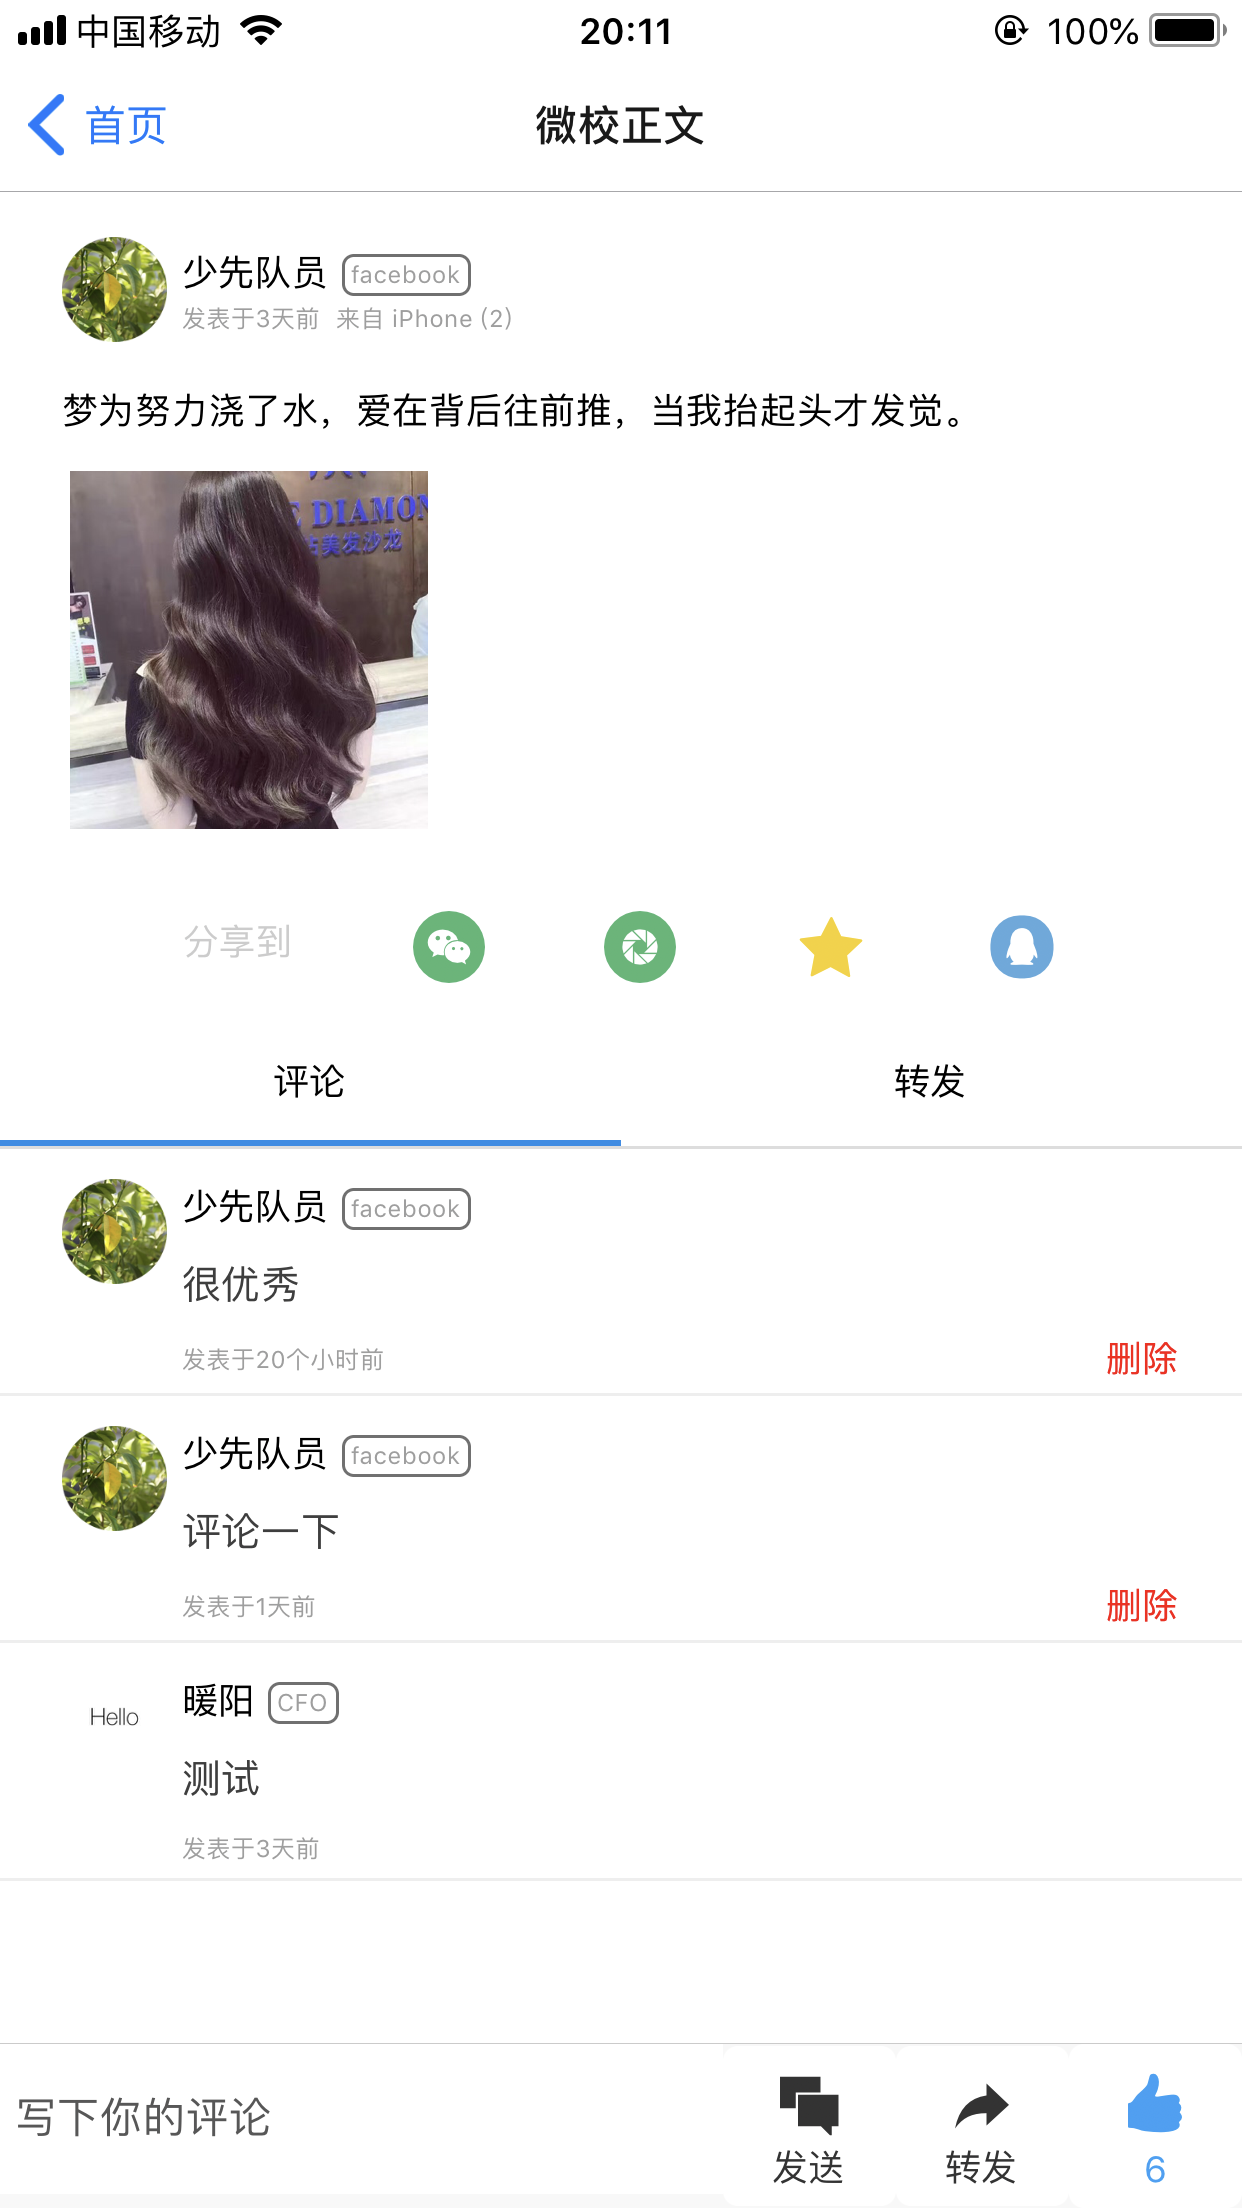 中国移动 20:11 100%
首页 微校正文
少先队员 facebook
发表于3天前 来自 iPhone (2)
梦为努力浇了水，爱在背后往前推，当我抬起头才发觉。
DIAMON
美发沙龙
分享到
评论 转发
少先队员 facebook
很优秀
发表于20个小时前 删除
少先队员 facebook
评论一下
发表于1天前 删除
Hello 暖阳 CFO
测试
发表于3天前
写下你的评论 发送 转发 6